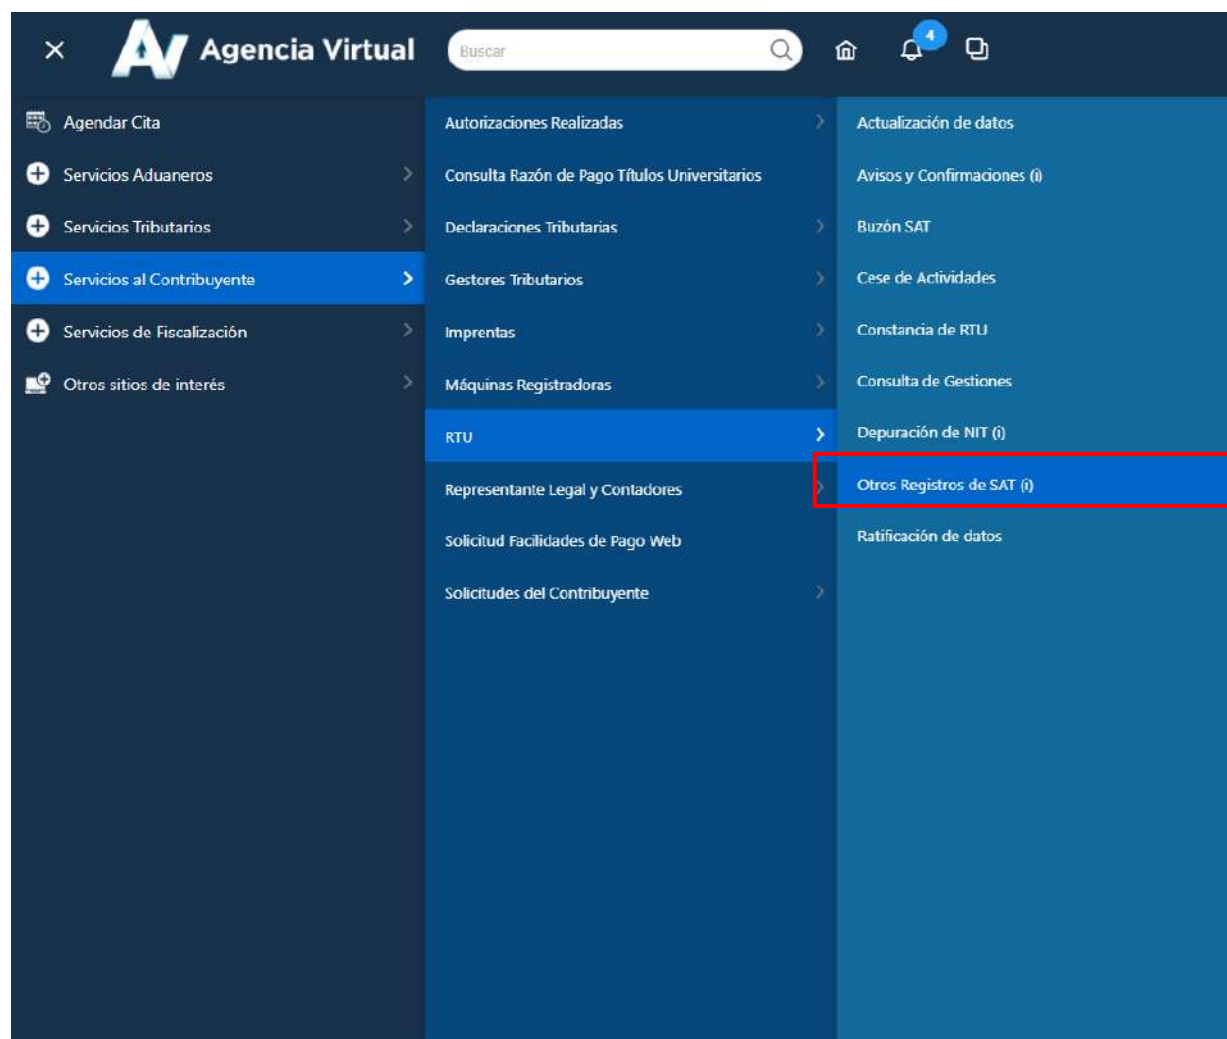 Agencia Virtual
Buscar
4
Agendar Cita
Servicios Aduaneros
Servicios Tributarios
Servicios al Contribuyente
Servicios de Fiscalización
Otros sitios de interés
Autorizaciones Realizadas
Consulta Razón de Pago Títulos Universitarios
Declaraciones Tributarias
Gestores Tributarios
Imprentas
Máquinas Registradoras
RTU
Representante Legal y Contadores
Solicitud Facilidades de Pago Web
Solicitudes del Contribuyente
Actualización de datos
Avisos y Confirmaciones (i)
Buzón SAT
Cese de Actividades
Constancia de RTU
Consulta de Gestiones
Depuración de NIT (i)
Otros Registros de SAT (i)
Ratificación de datos